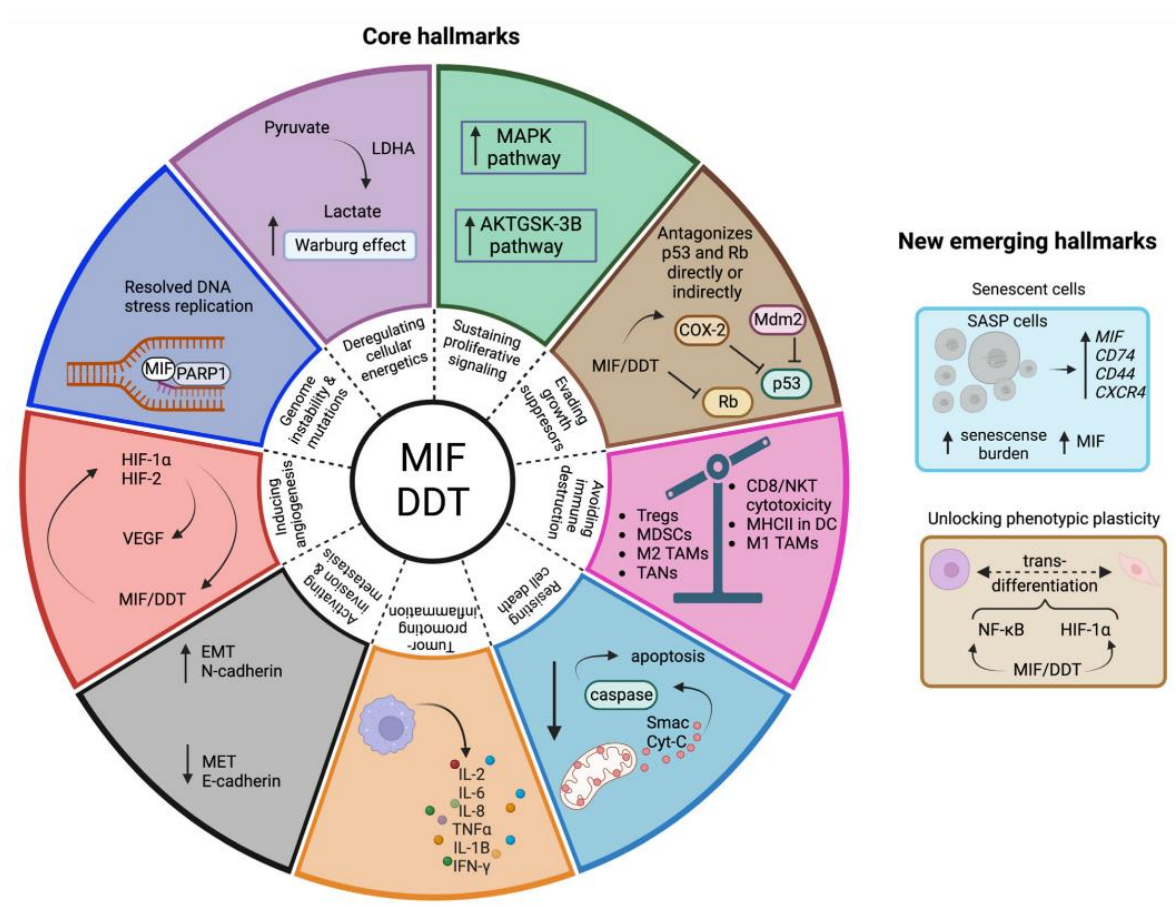 Core hallmarks
Pyruvate
LDHA
Lactate
Warburg effect
MAPK
pathway
AKTGSK-3B
pathway
Antagonizes
p53 and Rb
directly or
indirectly
COX-2
Mdm2
MIF/DDT
p53
Rb
Resolved DNA
stress replication
MIF
PARP1
Deregulating
cellular
energetics
Sustaining
proliferative
signaling
Evading
growth
suppresors
Genome
instability &
mutations
MIF
DDT
Avoiding
immune
destruction
Inducing
angiogenesis
Resisting
cell death
Activating
invasion &
metastasis
Tumor-
promoting
inflammation
HIF-1α
HIF-2
VEGF
MIF/DDT
• Tregs
• MDSCs
• M2 TAMs
• TANs
• CD8/NKT
cytotoxicity
• MHCII in DC
• M1 TAMs
EMT
N-cadherin
MET
E-cadherin
IL-2
IL-6
IL-8
TNFα
IL-1B
IFN-γ
apoptosis
caspase
Smac
Cyt-C
New emerging hallmarks
Senescent cells
SASP cells
MIF
CD74
CD44
CXCR4
senescense
burden
MIF
Unlocking phenotypic plasticity
trans-
differentiation
NF-κB
HIF-1α
MIF/DDT